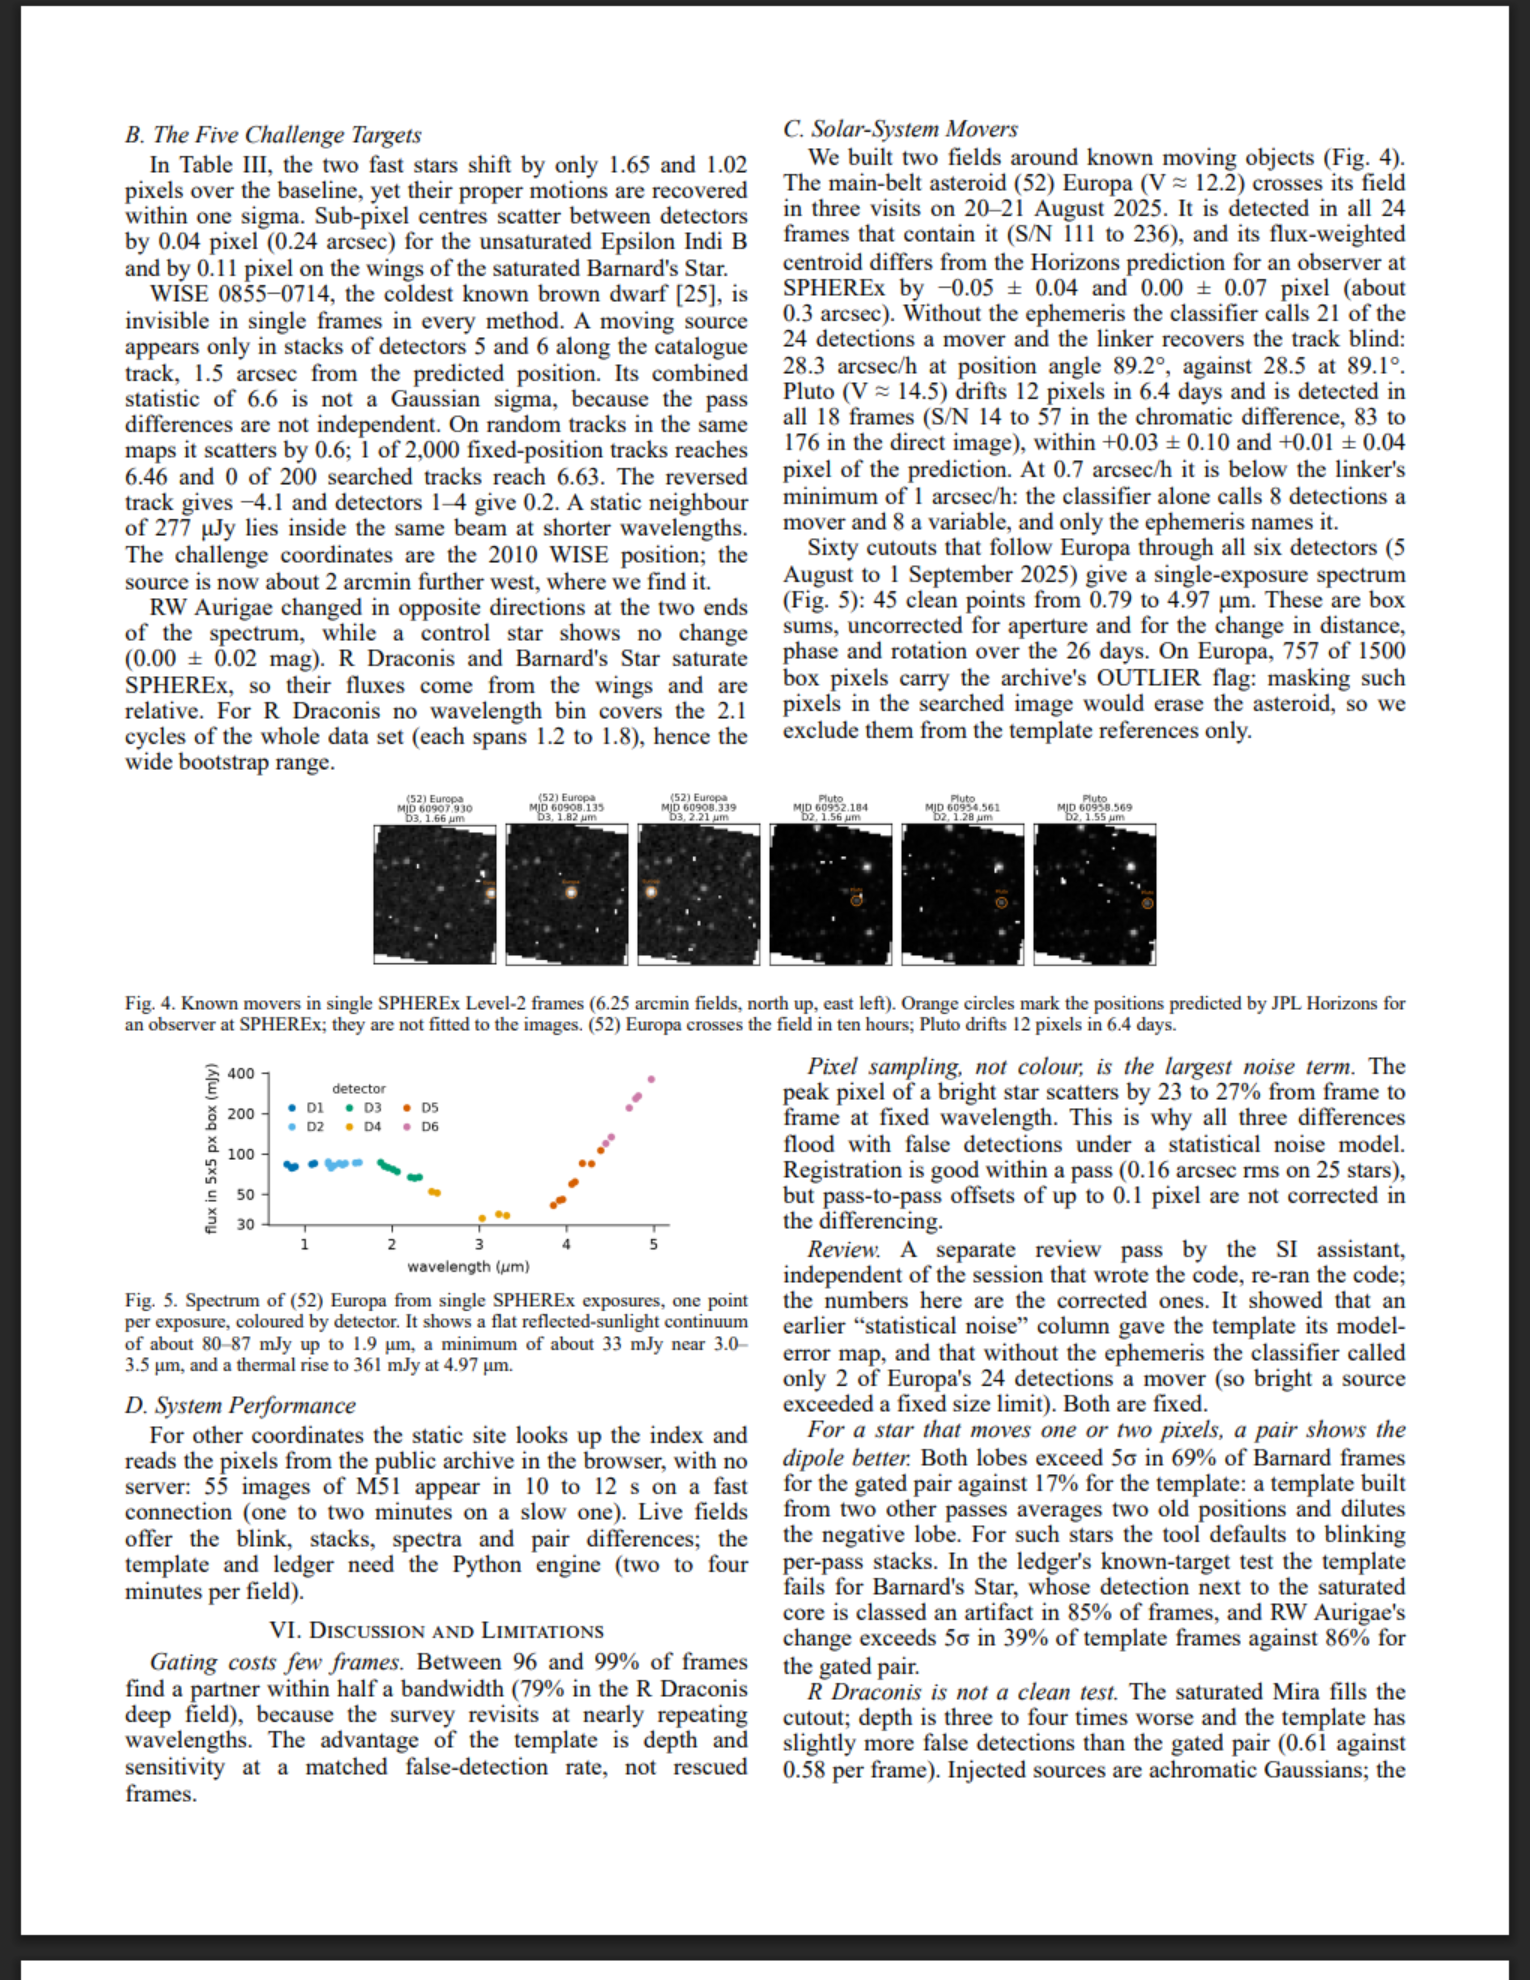 B. The Five Challenge Targets
In Table III, the two fast stars shift by only 1.65 and 1.02
pixels over the baseline, yet their proper motions are recovered
within one sigma. Sub-pixel centres scatter between detectors
by 0.04 pixel (0.24 arcsec) for the unsaturated Epsilon Indi B
and by 0.11 pixel on the wings of the saturated Barnard's Star.
WISE 0855−0714, the coldest known brown dwarf [25], is
invisible in single frames in every method. A moving source
appears only in stacks of detectors 5 and 6 along the catalogue
track, 1.5 arcsec from the predicted position. Its combined
statistic of 6.6 is not a Gaussian sigma, because the pass
differences are not independent. On random tracks in the same
maps it scatters by 0.6; 1 of 2,000 fixed-position tracks reaches
6.46 and 0 of 200 searched tracks reach 6.63. The reversed
track gives −4.1 and detectors 1–4 give 0.2. A static neighbour
of 277 μJy lies inside the same beam at shorter wavelengths.
The challenge coordinates are the 2010 WISE position; the
source is now about 2 arcmin further west, where we find it.
RW Aurigae changed in opposite directions at the two ends
of the spectrum, while a control star shows no change
(0.00 ± 0.02 mag). R Draconis and Barnard's Star saturate
SPHEREx, so their fluxes come from the wings and are
relative. For R Draconis no wavelength bin covers the 2.1
cycles of the whole data set (each spans 1.2 to 1.8), hence the
wide bootstrap range.
C. Solar-System Movers
We built two fields around known moving objects (Fig. 4).
The main-belt asteroid (52) Europa (V ≈ 12.2) crosses its field
in three visits on 20–21 August 2025. It is detected in all 24
frames that contain it (S/N 111 to 236), and its flux-weighted
centroid differs from the Horizons prediction for an observer at
SPHEREx by −0.05 ± 0.04 and 0.00 ± 0.07 pixel (about
0.3 arcsec). Without the ephemeris the classifier calls 21 of the
24 detections a mover and the linker recovers the track blind:
28.3 arcsec/h at position angle 89.2°, against 28.5 at 89.1°.
Pluto (V ≈ 14.5) drifts 12 pixels in 6.4 days and is detected in
all 18 frames (S/N 14 to 57 in the chromatic difference, 83 to
176 in the direct image), within +0.03 ± 0.10 and +0.01 ± 0.04
pixel of the prediction. At 0.7 arcsec/h it is below the linker's
minimum of 1 arcsec/h: the classifier alone calls 8 detections a
mover and 8 a variable, and only the ephemeris names it.
Sixty cutouts that follow Europa through all six detectors (5
August to 1 September 2025) give a single-exposure spectrum
(Fig. 5): 45 clean points from 0.79 to 4.97 μm. These are box
sums, uncorrected for aperture and for the change in distance,
phase and rotation over the 26 days. On Europa, 757 of 1500
box pixels carry the archive's OUTLIER flag: masking such
pixels in the searched image would erase the asteroid, so we
exclude them from the template references only.
(52) Europa
MJD 60907.930
D3, 1.66 μm
(52) Europa
MJD 60908.135
D3, 1.82 μm
(52) Europa
MJD 60908.339
D3, 2.21 μm
Pluto
MJD 60952.184
D2, 1.56 μm
Pluto
MJD 60954.561
D2, 1.28 μm
Pluto
MJD 60958.569
D2, 1.55 μm
Europa
Pluto
Pluto
Pluto
Fig. 4. Known movers in single SPHEREx Level-2 frames (6.25 arcmin fields, north up, east left). Orange circles mark the positions predicted by JPL Horizons for
an observer at SPHEREx; they are not fitted to the images. (52) Europa crosses the field in ten hours; Pluto drifts 12 pixels in 6.4 days.
flux in 5x5 px box (mJy)
400
200
100
50
30
detector
D1 D3 D5
D2 D4 D6
1 2 3 4 5
wavelength (μm)
Fig. 5. Spectrum of (52) Europa from single SPHEREx exposures, one point
per exposure, coloured by detector. It shows a flat reflected-sunlight continuum
of about 80–87 mJy up to 1.9 μm, a minimum of about 33 mJy near 3.0–
3.5 μm, and a thermal rise to 361 mJy at 4.97 μm.
D. System Performance
For other coordinates the static site looks up the index and
reads the pixels from the public archive in the browser, with no
server: 55 images of M51 appear in 10 to 12 s on a fast
connection (one to two minutes on a slow one). Live fields
offer the blink, stacks, spectra and pair differences; the
template and ledger need the Python engine (two to four
minutes per field).
VI. DISCUSSION AND LIMITATIONS
Gating costs few frames. Between 96 and 99% of frames
find a partner within half a bandwidth (79% in the R Draconis
deep field), because the survey revisits at nearly repeating
wavelengths. The advantage of the template is depth and
sensitivity at a matched false-detection rate, not rescued
frames.
Pixel sampling, not colour, is the largest noise term. The
peak pixel of a bright star scatters by 23 to 27% from frame to
frame at fixed wavelength. This is why all three differences
flood with false detections under a statistical noise model.
Registration is good within a pass (0.16 arcsec rms on 25 stars),
but pass-to-pass offsets of up to 0.1 pixel are not corrected in
the differencing.
Review. A separate review pass by the SI assistant,
independent of the session that wrote the code, re-ran the code;
the numbers here are the corrected ones. It showed that an
earlier “statistical noise” column gave the template its model-
error map, and that without the ephemeris the classifier called
only 2 of Europa's 24 detections a mover (so bright a source
exceeded a fixed size limit). Both are fixed.
For a star that moves one or two pixels, a pair shows the
dipole better. Both lobes exceed 5σ in 69% of Barnard frames
for the gated pair against 17% for the template: a template built
from two other passes averages two old positions and dilutes
the negative lobe. For such stars the tool defaults to blinking
per-pass stacks. In the ledger's known-target test the template
fails for Barnard's Star, whose detection next to the saturated
core is classed an artifact in 85% of frames, and RW Aurigae's
change exceeds 5σ in 39% of template frames against 86% for
the gated pair.
R Draconis is not a clean test. The saturated Mira fills the
cutout; depth is three to four times worse and the template has
slightly more false detections than the gated pair (0.61 against
0.58 per frame). Injected sources are achromatic Gaussians; the